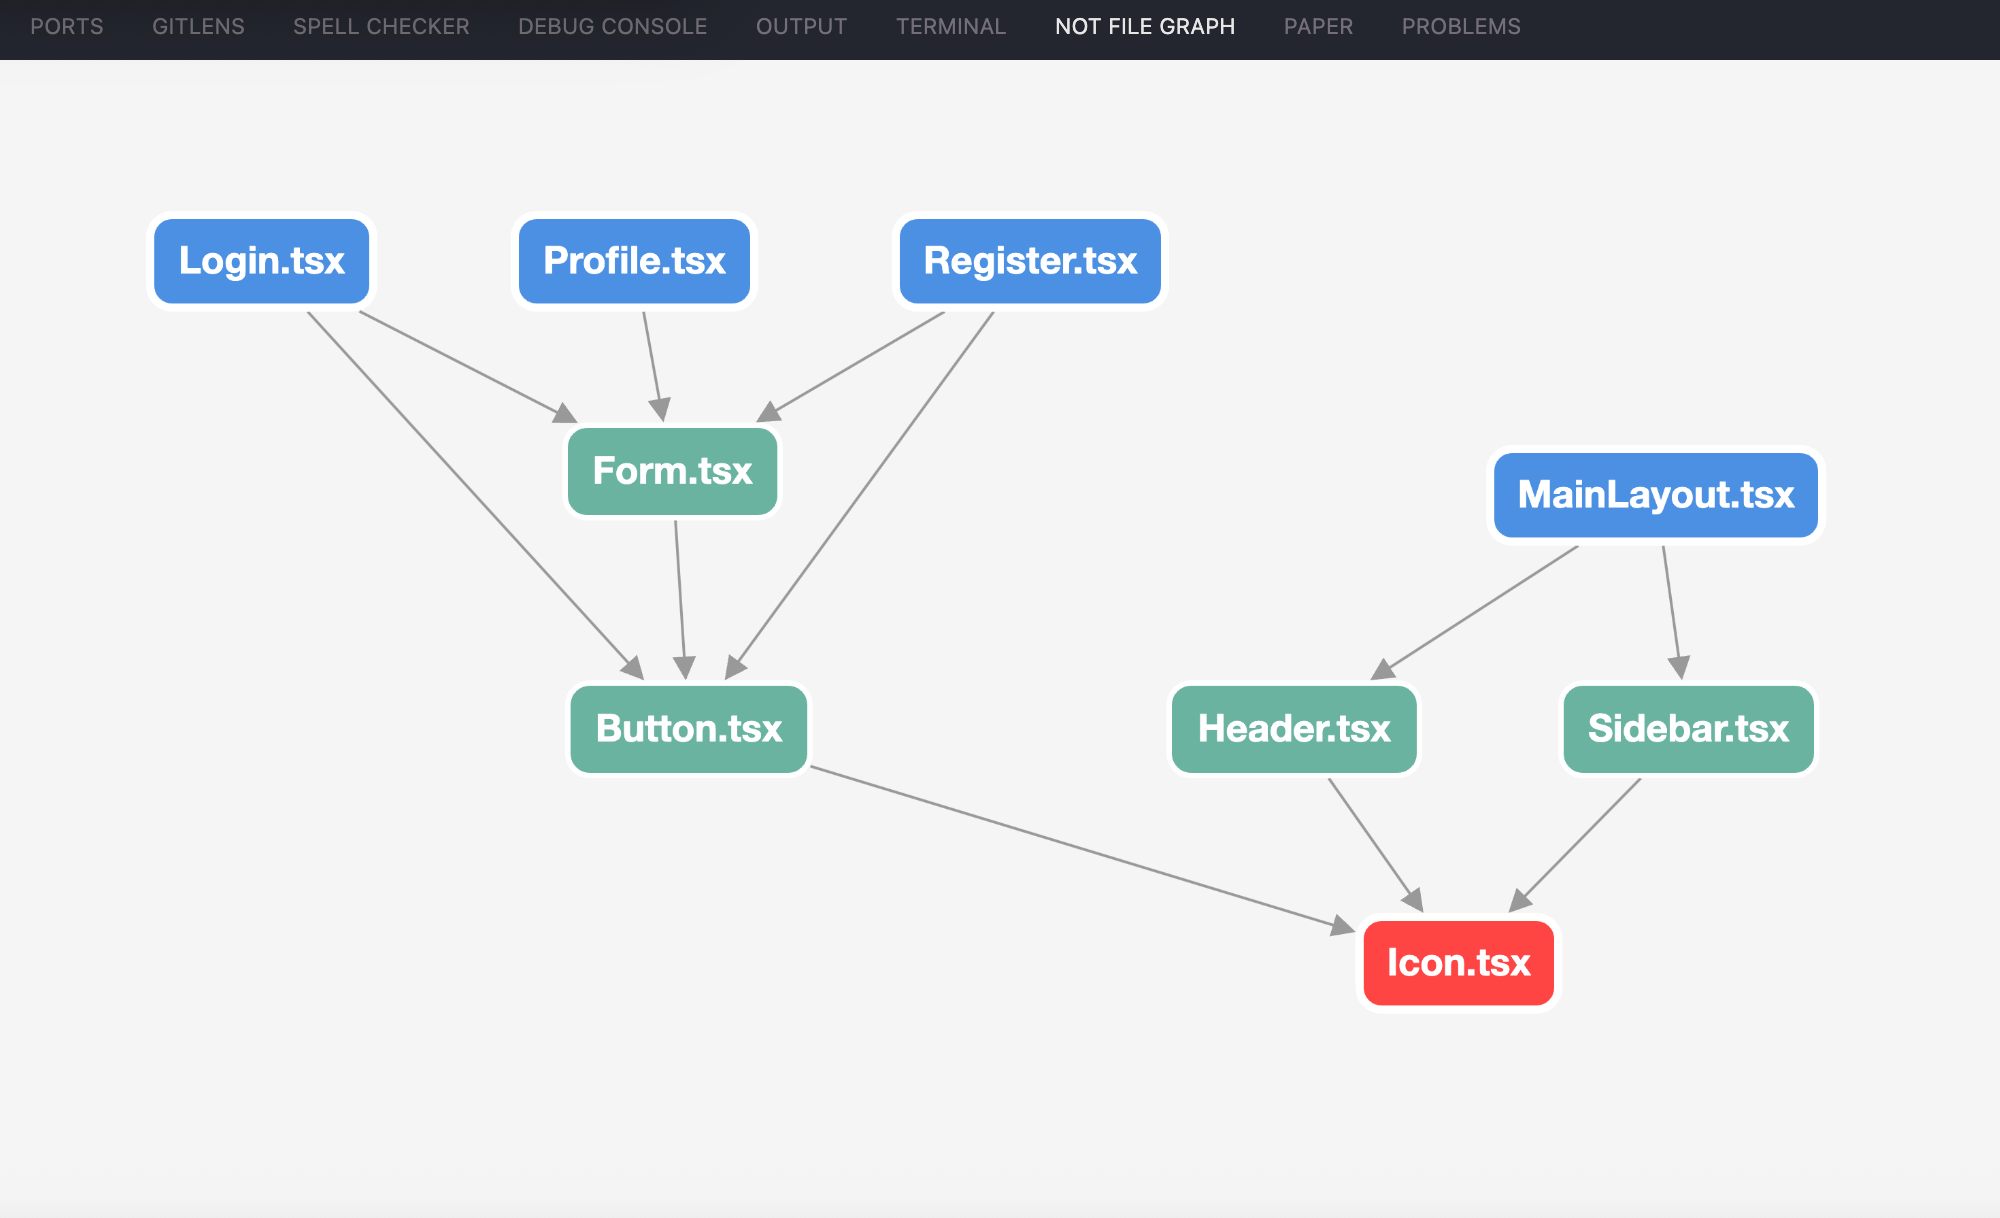 PORTS GITLENS SPELL CHECKER DEBUG CONSOLE OUTPUT TERMINAL NOT FILE GRAPH PAPER PROBLEMS
Login.tsx Profile.tsx Register.tsx
Form.tsx
MainLayout.tsx
Button.tsx Header.tsx Sidebar.tsx
Icon.tsx